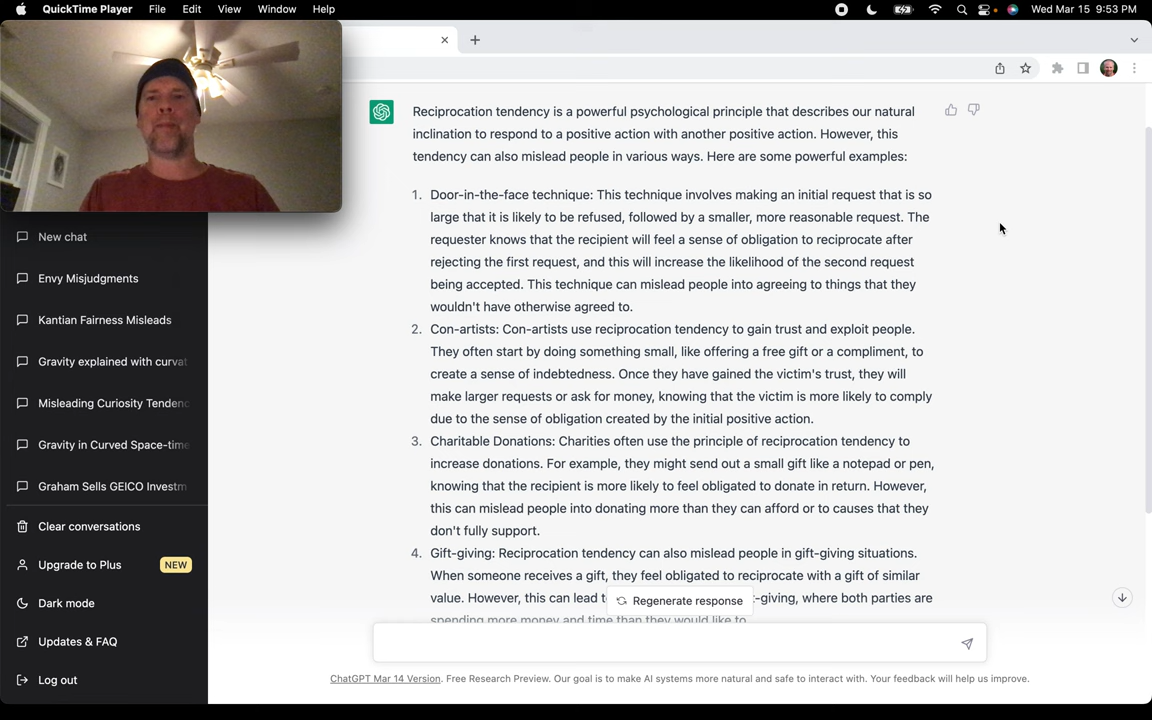 QuickTime Player File Edit View Window Help Wed Mar 15 9:53 PM
New chat
Envy Misjudgments
Kantian Fairness Misleads
Gravity explained with curvat
Misleading Curiosity Tendenc
Gravity in Curved Space-time
Graham Sells GEICO Investm
Clear conversations
Upgrade to Plus NEW
Dark mode
Updates & FAQ
Log out
Reciprocation tendency is a powerful psychological principle that describes our natural
inclination to respond to a positive action with another positive action. However, this
tendency can also mislead people in various ways. Here are some powerful examples:
1. Door-in-the-face technique: This technique involves making an initial request that is so
large that it is likely to be refused, followed by a smaller, more reasonable request. The
requester knows that the recipient will feel a sense of obligation to reciprocate after
rejecting the first request, and this will increase the likelihood of the second request
being accepted. This technique can mislead people into agreeing to things that they
wouldn't have otherwise agreed to.
2. Con-artists: Con-artists use reciprocation tendency to gain trust and exploit people.
They often start by doing something small, like offering a free gift or a compliment, to
create a sense of indebtedness. Once they have gained the victim's trust, they will
make larger requests or ask for money, knowing that the victim is more likely to comply
due to the sense of obligation created by the initial positive action.
3. Charitable Donations: Charities often use the principle of reciprocation tendency to
increase donations. For example, they might send out a small gift like a notepad or pen,
knowing that the recipient is more likely to feel obligated to donate in return. However,
this can mislead people into donating more than they can afford or to causes that they
don't fully support.
4. Gift-giving: Reciprocation tendency can also mislead people in gift-giving situations.
When someone receives a gift, they feel obligated to reciprocate with a gift of similar
value. However, this can lead t -giving, where both parties are
Regenerate response
spending more money and time than they would like to.
ChatGPT Mar 14 Version. Free Research Preview. Our goal is to make AI systems more natural and safe to interact with. Your feedback will help us improve.